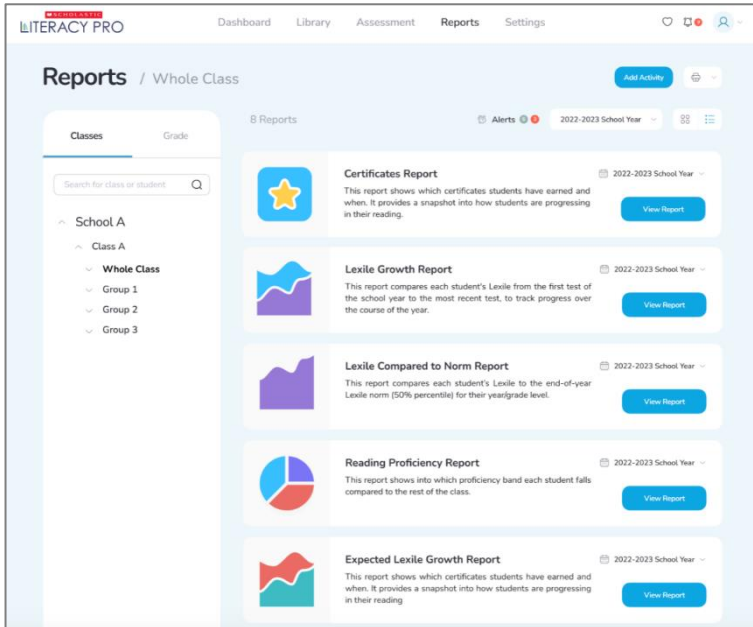 SCHOLASTIC
LITERACY PRO
Dashboard Library Assessment Reports Settings
Reports / Whole Class
Add Activity
Classes Grade
8 Reports
Alerts
2022-2023 School Year
Search for class or student
School A
Class A
Whole Class
Group 1
Group 2
Group 3
Certificates Report
2022-2023 School Year
This report shows which certificates students have earned and
when. It provides a snapshot into how students are progressing
in their reading.
View Report
Lexile Growth Report
2022-2023 School Year
This report compares each student's Lexile from the first test of
the school year to the most recent test, to track progress over
the course of the year.
View Report
Lexile Compared to Norm Report
2022-2023 School Year
This report compares each student's Lexile to the end-of-year
Lexile norm (50% percentile) for their year/grade level.
View Report
Reading Proficiency Report
2022-2023 School Year
This report shows into which proficiency band each student falls
compared to the rest of the class.
View Report
Expected Lexile Growth Report
2022-2023 School Year
This report shows which certificates students have earned and
when. It provides a snapshot into how students are progressing
in their reading
View Report